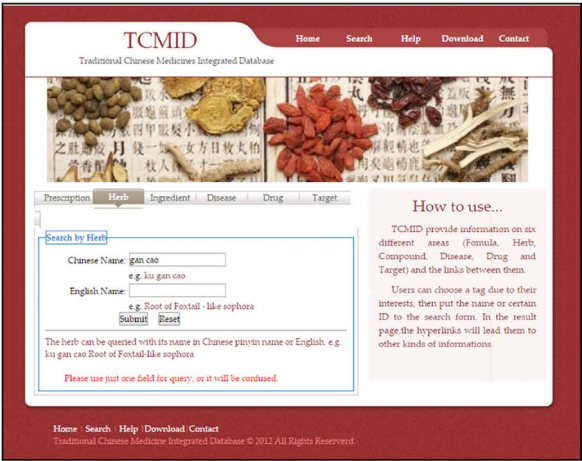 TCMID
Home Search Help Download Contact
Traditional Chinese Medicines Integrated Database
Prescription Herb Ingredient Disease Drug Target
Search by Herb
Chinese Name: gan cao
e.g. ku gan cao
English Name:
e.g. Root of Foxtail - like sophora
Submit Reset
The herb can be queried with its name in Chinese pinyin name or English. e.g.
ku gan cao Root of Foxtail-like sophora
Please use just one field for query, or it will be confused.
How to use...
TCMID provide information on six
different areas (Fomula, Herb,
Compound, Disease, Drug and
Target) and the links between them.
Users can choose a tag due to their
interests, then put the name or certain
ID to the search form. In the result
page,the hyperlinks will lead them to
other kinds of informations.
Home | Search | Help |Download|Contact
Traditional Chinese Medicine Integrated Database © 2012 All Rights Reserverd.